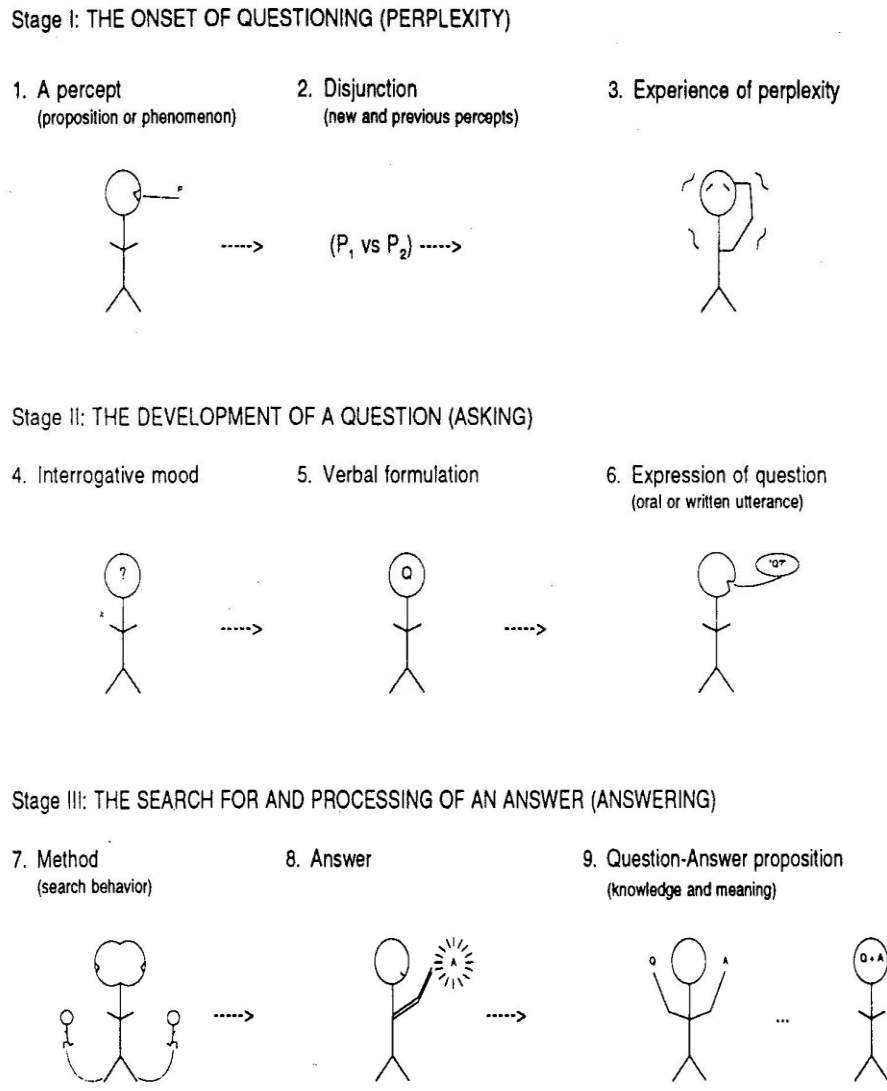 Stage I: THE ONSET OF QUESTIONING (PERPLEXITY)
1. A percept
(proposition or phenomenon)
2. Disjunction
(new and previous percepts)
3. Experience of perplexity
P
-----> (P₁ vs P₂) ----->
Stage II: THE DEVELOPMENT OF A QUESTION (ASKING)
4. Interrogative mood
5. Verbal formulation
6. Expression of question
(oral or written utterance)
?
Q
"Q?"
-----> ----->
Stage III: THE SEARCH FOR AND PROCESSING OF AN ANSWER (ANSWERING)
7. Method
(search behavior)
8. Answer
9. Question-Answer proposition
(knowledge and meaning)
A
Q A
Q + A
-----> -----> ...